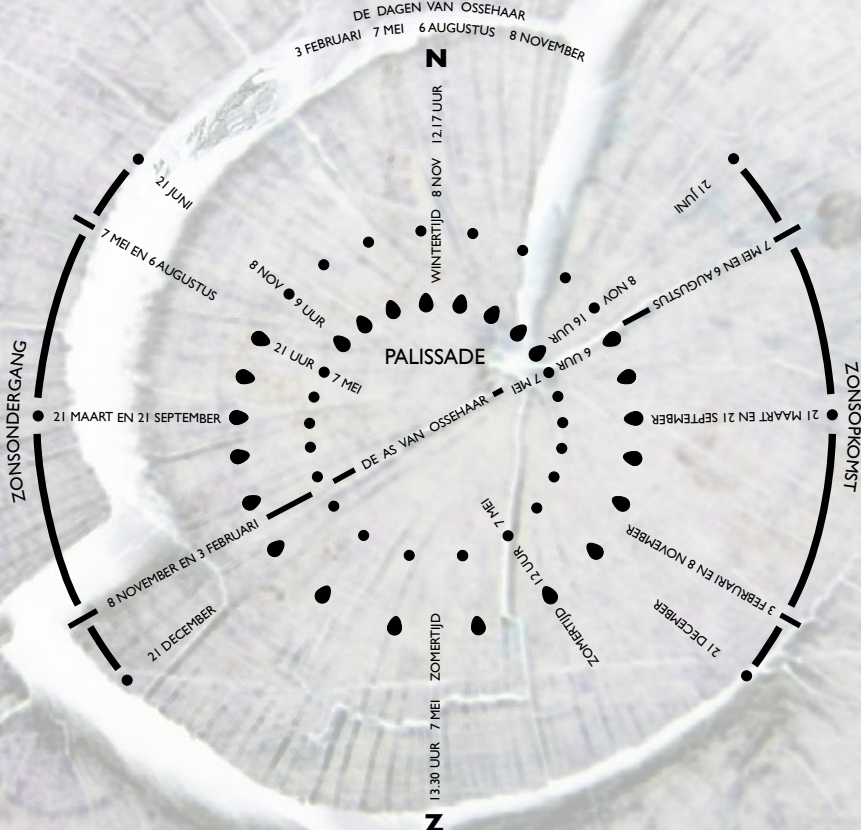 DE DAGEN VAN OSSEHAAR
3 FEBRUARI 7 MEI 6 AUGUSTUS 8 NOVEMBER
N
WINTERTIJD 8 NOV 12.17 UUR
21 JUNI
21 JUNI
7 MEI EN 6 AUGUSTUS
7 MEI EN 6 AUGUSTUS
8 NOV 9 UUR
8 NOV 16 UUR
21 UUR 7 MEI
7 MEI 6 UUR
PALISSADE
ZONSONDERGANG
ZONSOPKOMST
21 MAART EN 21 SEPTEMBER
21 MAART EN 21 SEPTEMBER
DE AS VAN OSSEHAAR
8 NOVEMBER EN 3 FEBRUARI
3 FEBRUARI EN 8 NOVEMBER
21 DECEMBER
21 DECEMBER
7 MEI 12 UUR ZOMERTIJD
13.30 UUR 7 MEI ZOMERTIJD
Z